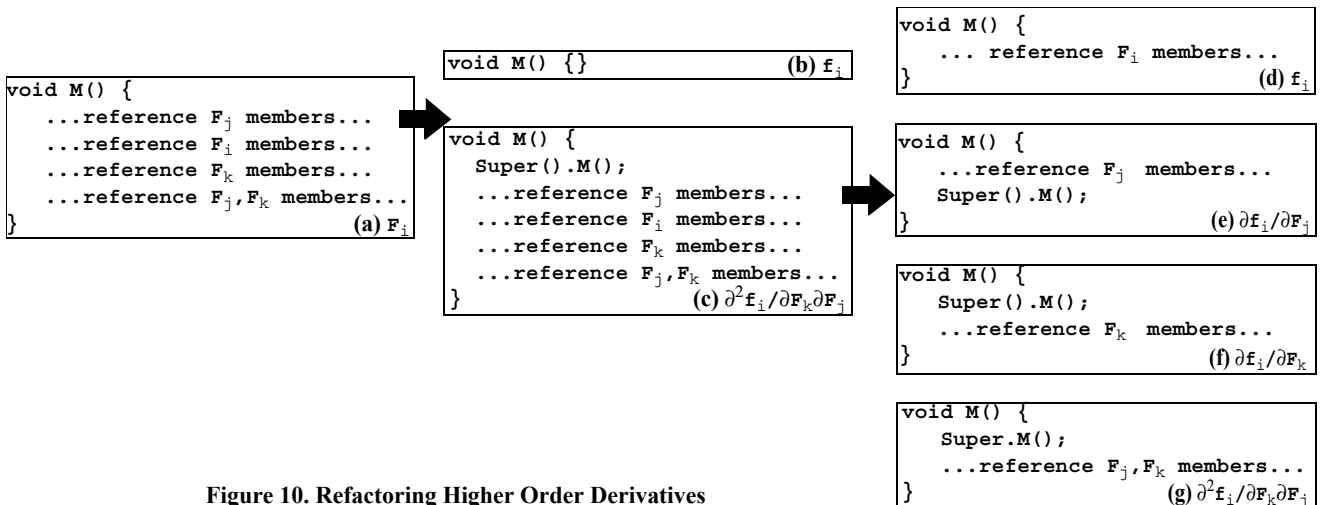 void M() {
...reference Fj members...
...reference Fi members...
...reference Fk members...
...reference Fj,Fk members...
}
(a) Fi
void M() {}
(b) fi
void M() {
Super().M();
...reference Fj members...
...reference Fi members...
...reference Fk members...
...reference Fj,Fk members...
}
(c) ∂²fi/∂Fk∂Fj
void M() {
... reference Fi members...
}
(d) fi
void M() {
...reference Fj members...
Super().M();
}
(e) ∂fi/∂Fj
void M() {
Super().M();
...reference Fk members...
}
(f) ∂fi/∂Fk
void M() {
Super.M();
...reference Fj,Fk members...
}
(g) ∂²fi/∂Fk∂Fj
Figure 10. Refactoring Higher Order Derivatives